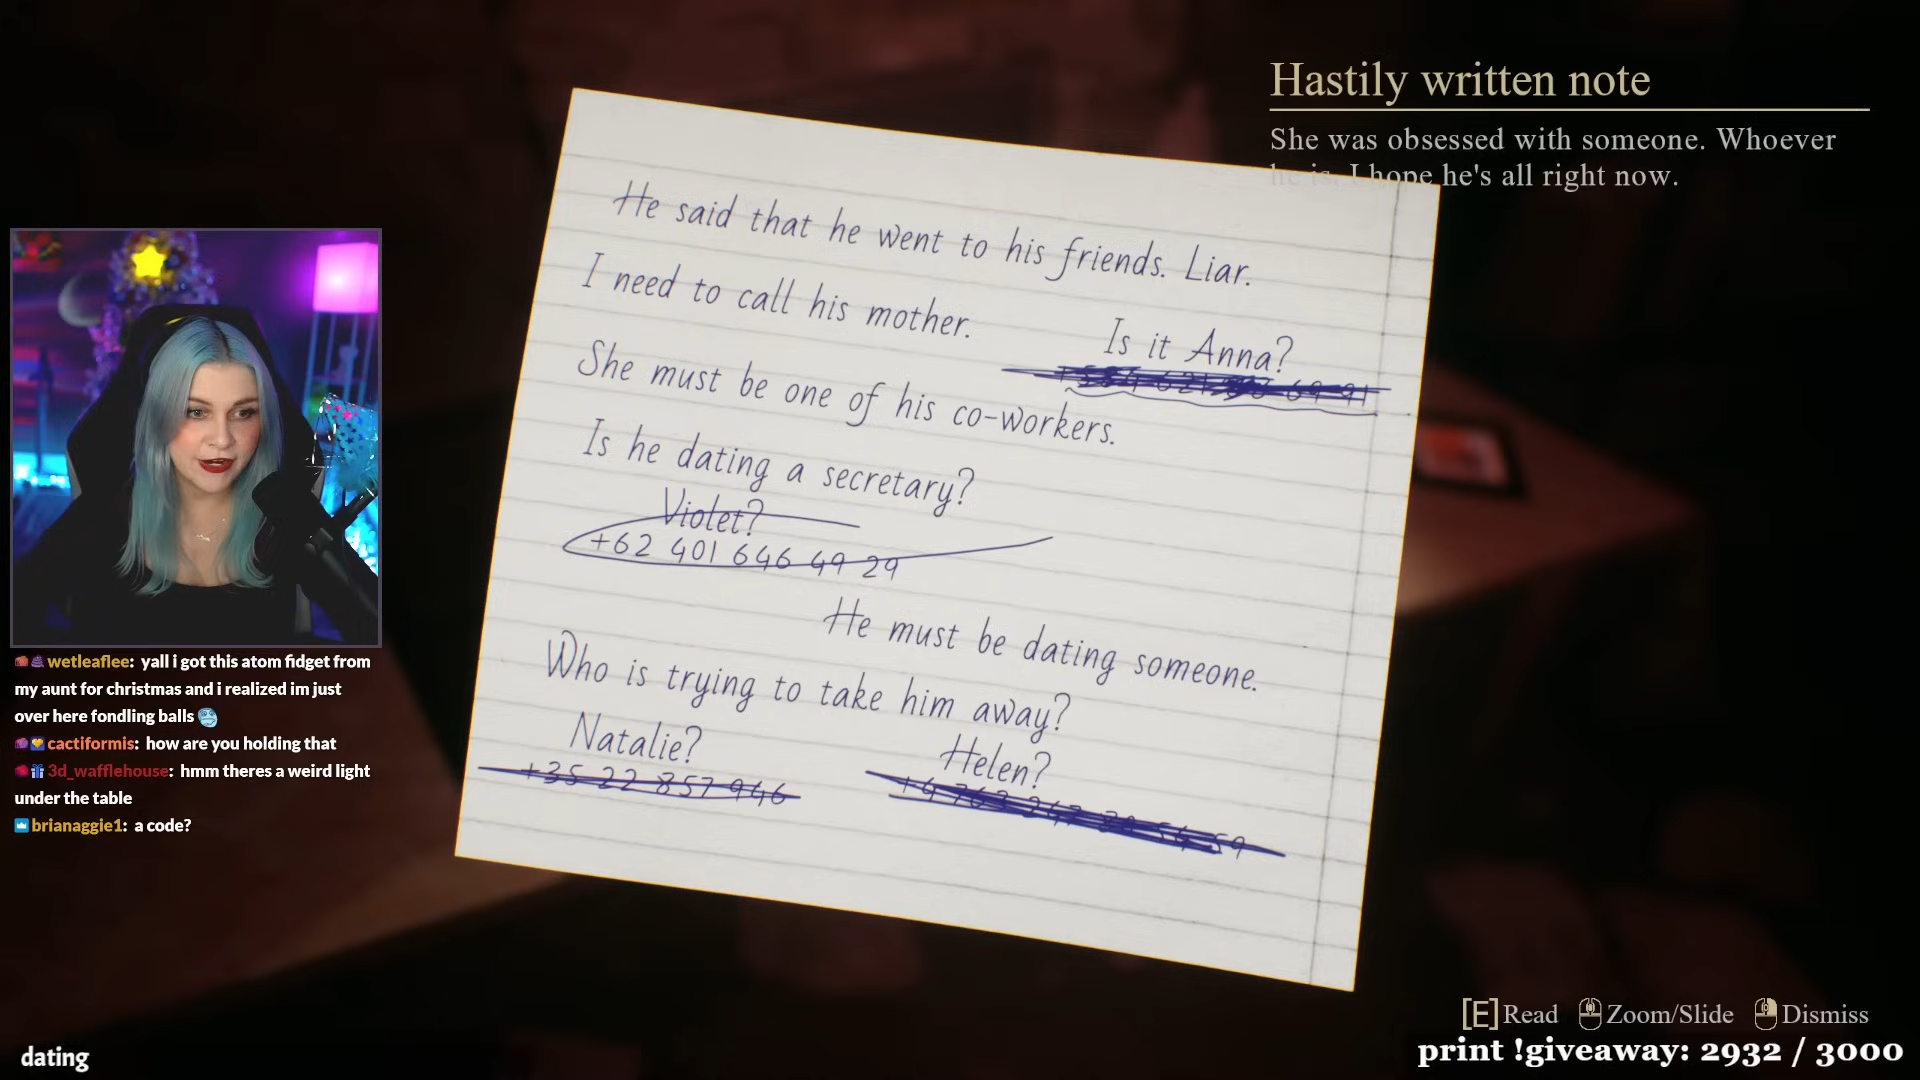 Hastily written note
She was obsessed with someone. Whoever
he is, I hope he's all right now.
He said that he went to his friends. Liar.
I need to call his mother.
Is it Anna?
She must be one of his co-workers.
Is he dating a secretary?
Violet?
+62 401 646 49 29
He must be dating someone.
Who is trying to take him away?
Natalie?
+35 22 857 946
Helen?
wetleaflee: yall i got this atom fidget from
my aunt for christmas and i realized im just
over here fondling balls
cactiformis: how are you holding that
3d_wafflehouse: hmm theres a weird light
under the table
brianaggie1: a code?
[E] Read Zoom/Slide Dismiss
print !giveaway: 2932 / 3000
dating